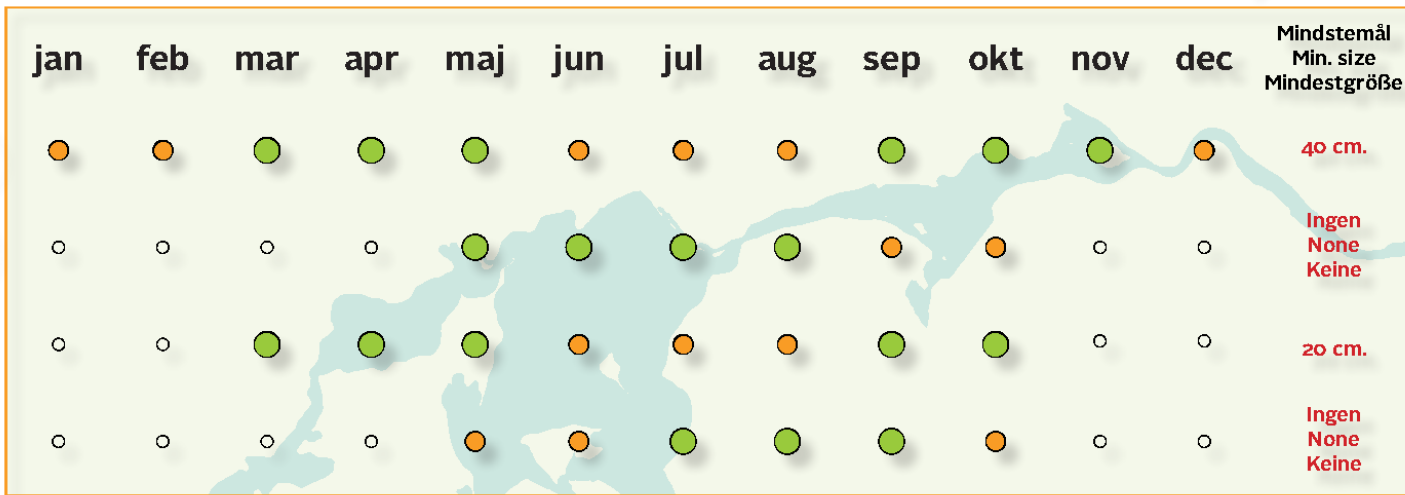 jan feb mar apr maj jun jul aug sep okt nov dec
Mindstemål
Min. size
Mindestgröße
40 cm.
Ingen
None
Keine
20 cm.
Ingen
None
Keine